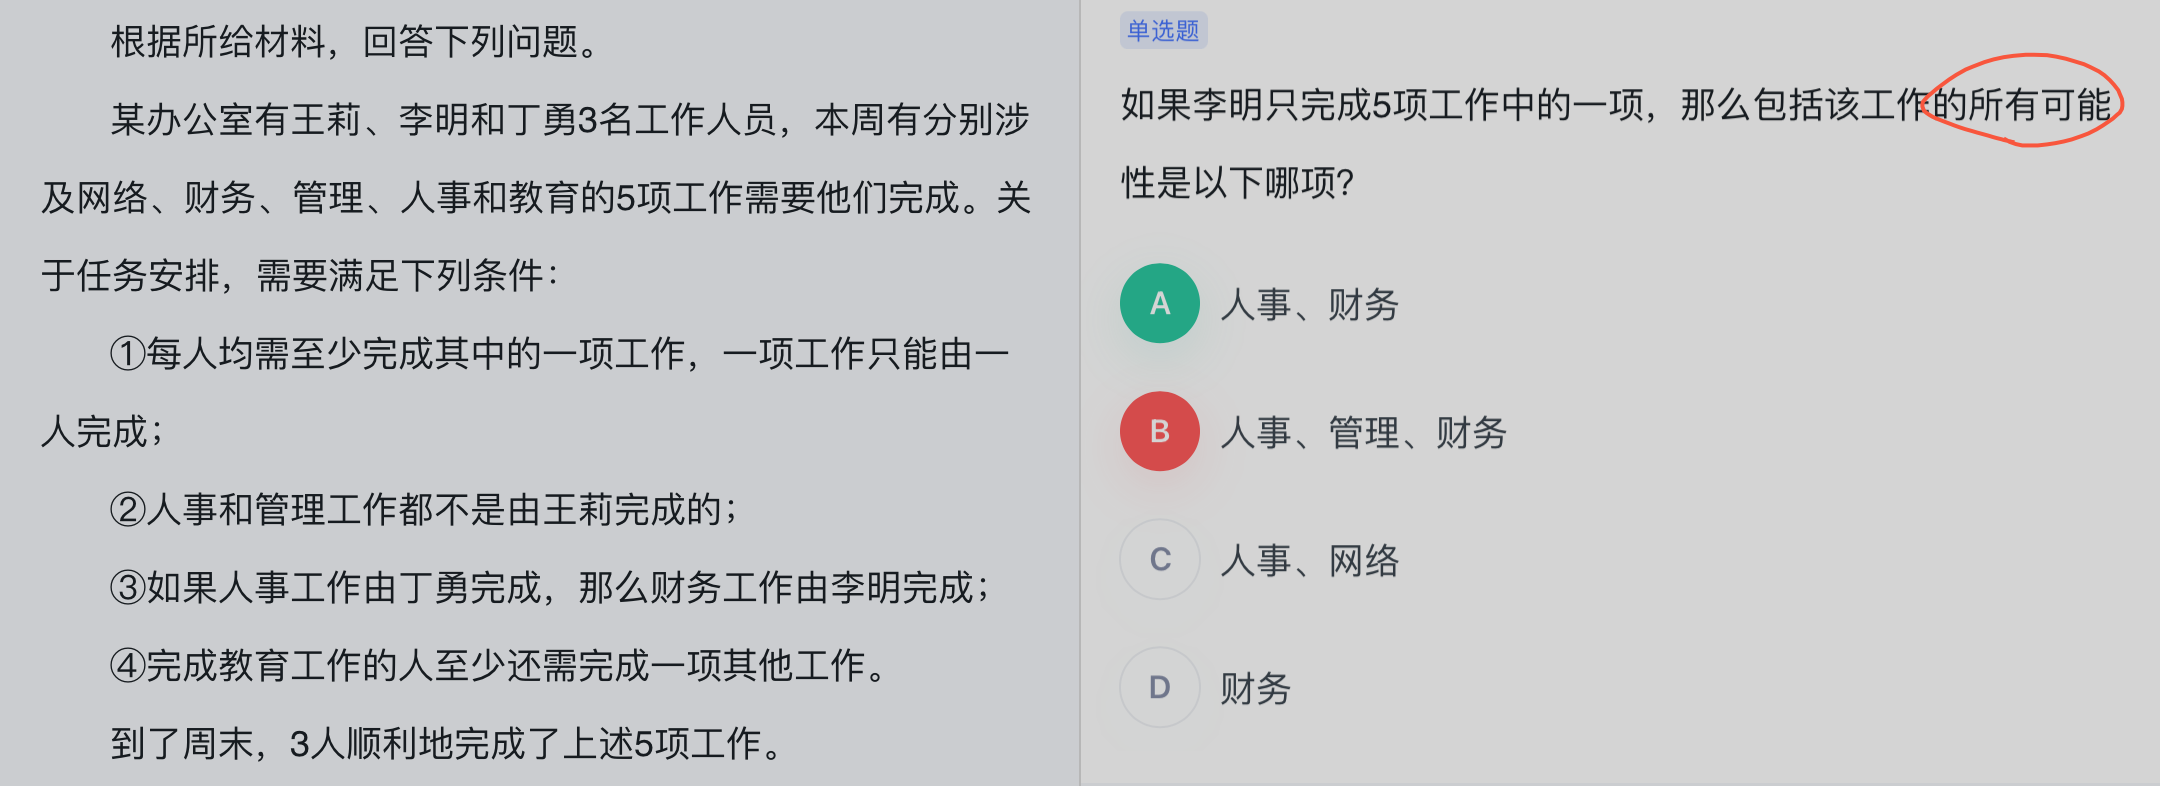 根据所给材料，回答下列问题。
某办公室有王莉、李明和丁勇3名工作人员，本周有分别涉
及网络、财务、管理、人事和教育的5项工作需要他们完成。关
于任务安排，需要满足下列条件：
①每人均需至少完成其中的一项工作，一项工作只能由一
人完成；
②人事和管理工作都不是由王莉完成的；
③如果人事工作由丁勇完成，那么财务工作由李明完成；
④完成教育工作的人至少还需完成一项其他工作。
到了周末，3人顺利地完成了上述5项工作。
单选题
如果李明只完成5项工作中的一项，那么包括该工作的所有可能
性是以下哪项？
A 人事、财务
B 人事、管理、财务
C 人事、网络
D 财务